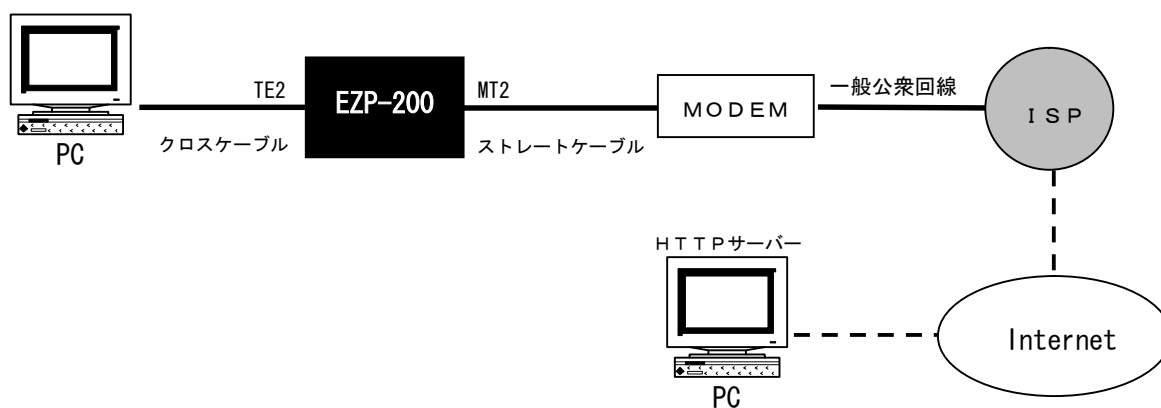 TE2
EZP-200
MT2
MODEM
一般公衆回線
ISP
クロスケーブル
ストレートケーブル
PC
HTTPサーバー
Internet
PC